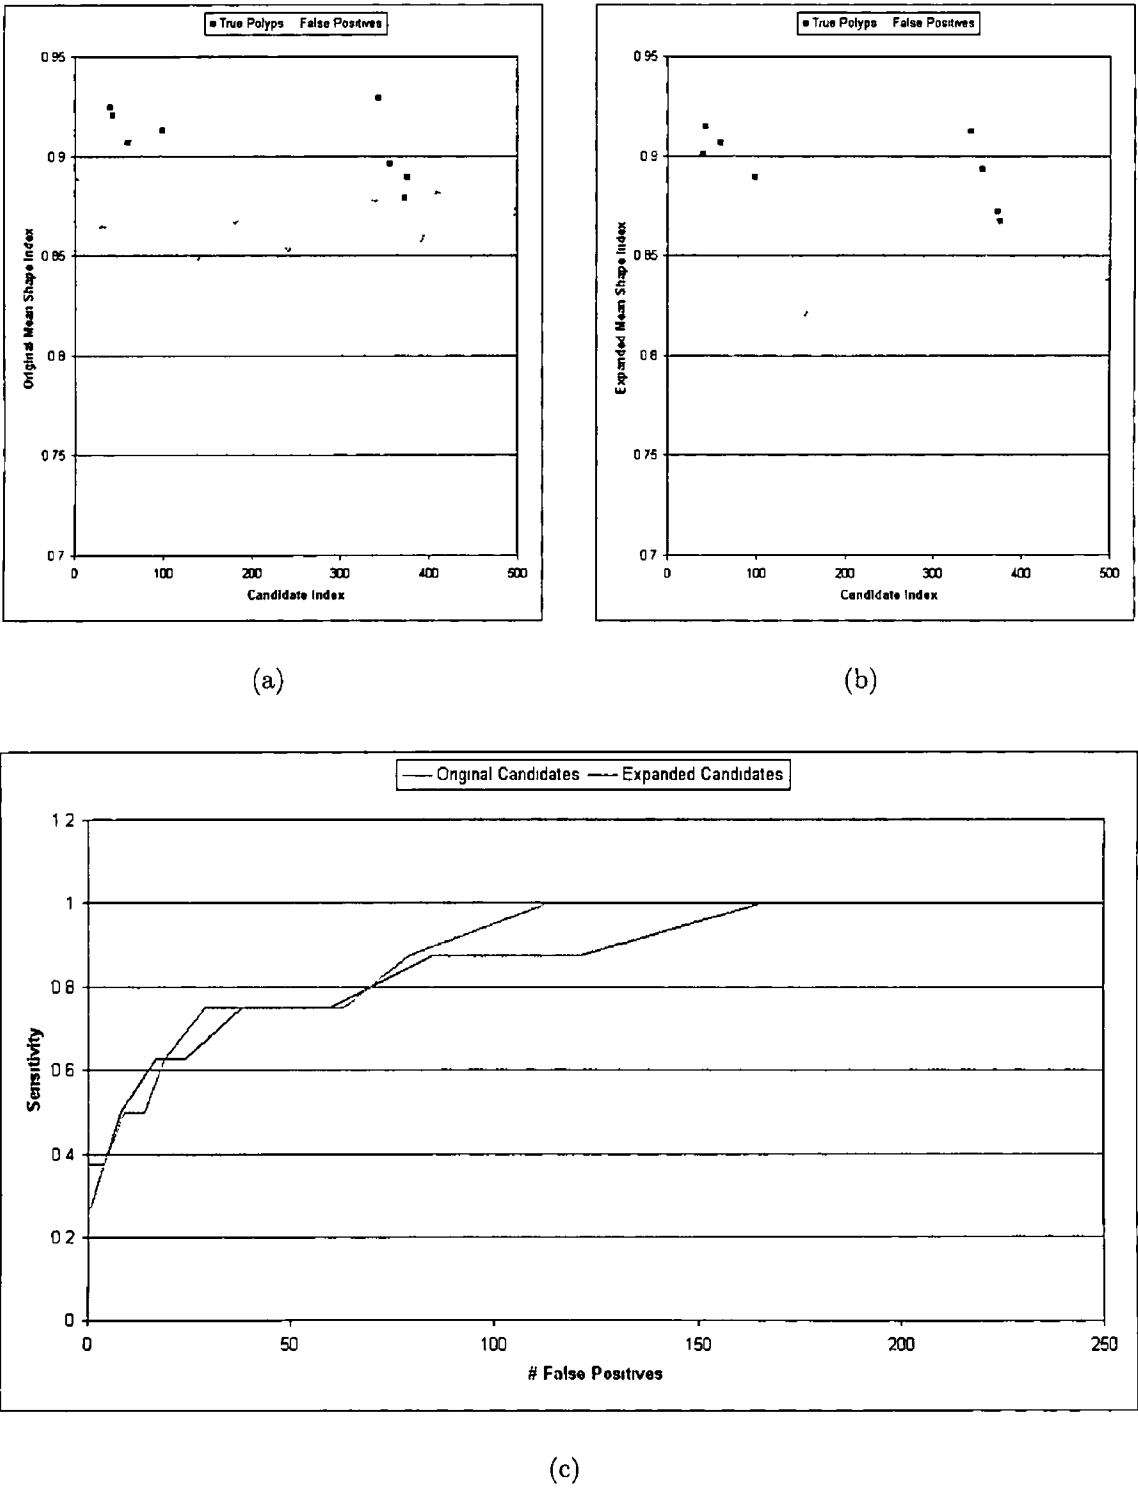 True Polyps False Positives
0.95
0.9
0.85
0.8
0.75
0.7
0 100 200 300 400 500
Original Mean Shape Index
Candidate Index
(a)
True Polyps False Positives
0.95
0.9
0.85
0.8
0.75
0.7
0 100 200 300 400 500
Expanded Mean Shape Index
Candidate Index
(b)
Original Candidates Expanded Candidates
1.2
1
0.8
0.6
0.4
0.2
0
0 50 100 150 200 250
Sensitivity
# False Positives
(c)